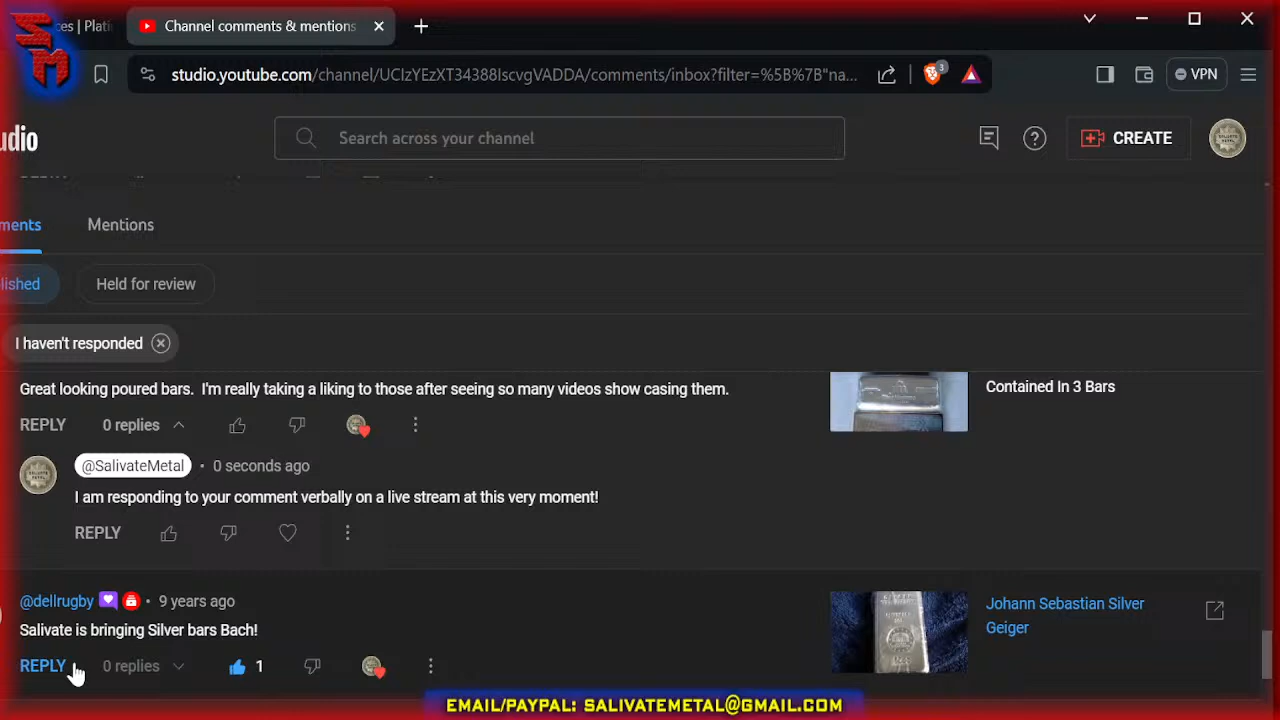 SM
ces | Plati
Channel comments & mentions
studio.youtube.com/channel/UCIzYEzXT34388IscvgVADDA/comments/inbox?filter=%5B%7B"na...
3
VPN
udio
Search across your channel
CREATE
ments
Mentions
lished
Held for review
I haven't responded
Great looking poured bars. I'm really taking a liking to those after seeing so many videos show casing them.
Contained In 3 Bars
REPLY
0 replies
@SalivateMetal • 0 seconds ago
I am responding to your comment verbally on a live stream at this very moment!
REPLY
@dellrugby • 9 years ago
Johann Sebastian Silver
Geiger
Salivate is bringing Silver bars Bach!
REPLY
0 replies
1
EMAIL/PAYPAL: SALIVATEMETAL@GMAIL.COM